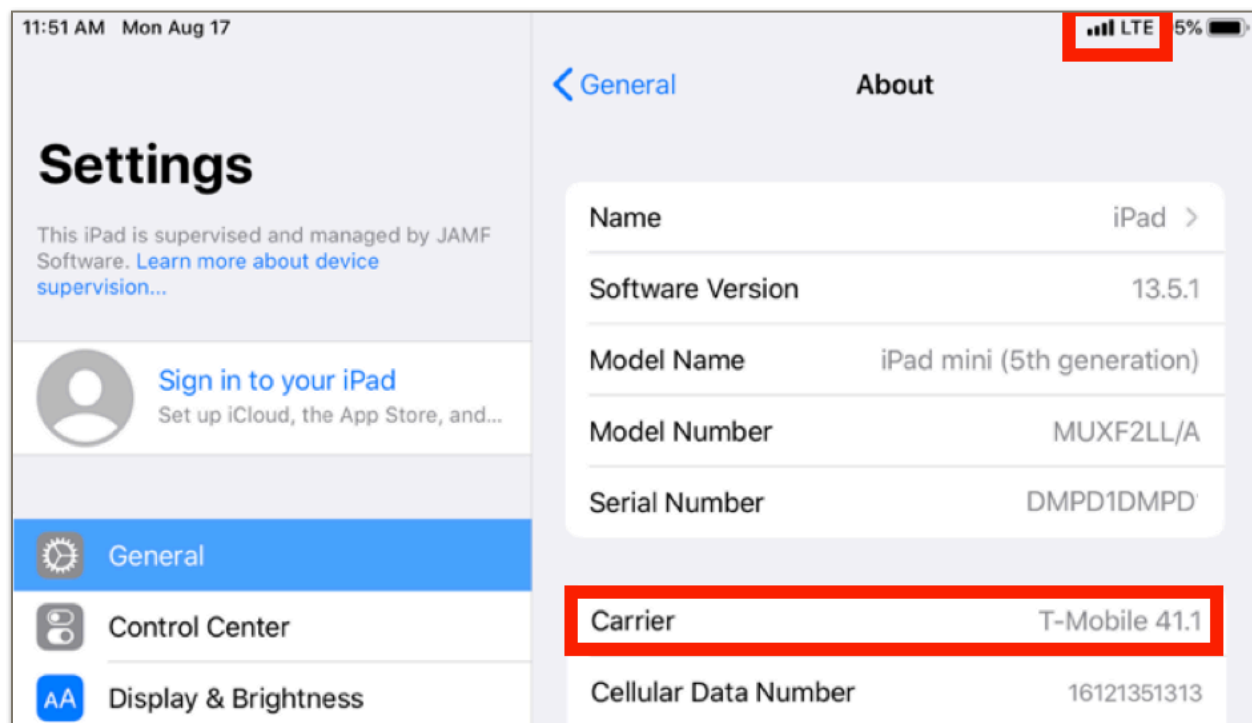 11:51 AM Mon Aug 17
LTE 5%
General
About
Settings
This iPad is supervised and managed by JAMF
Software. Learn more about device
supervision...
Sign in to your iPad
Set up iCloud, the App Store, and...
General
Control Center
AA Display & Brightness
Name iPad
Software Version 13.5.1
Model Name iPad mini (5th generation)
Model Number MUXF2LL/A
Serial Number DMPD1DMPD
Carrier T-Mobile 41.1
Cellular Data Number 16121351313